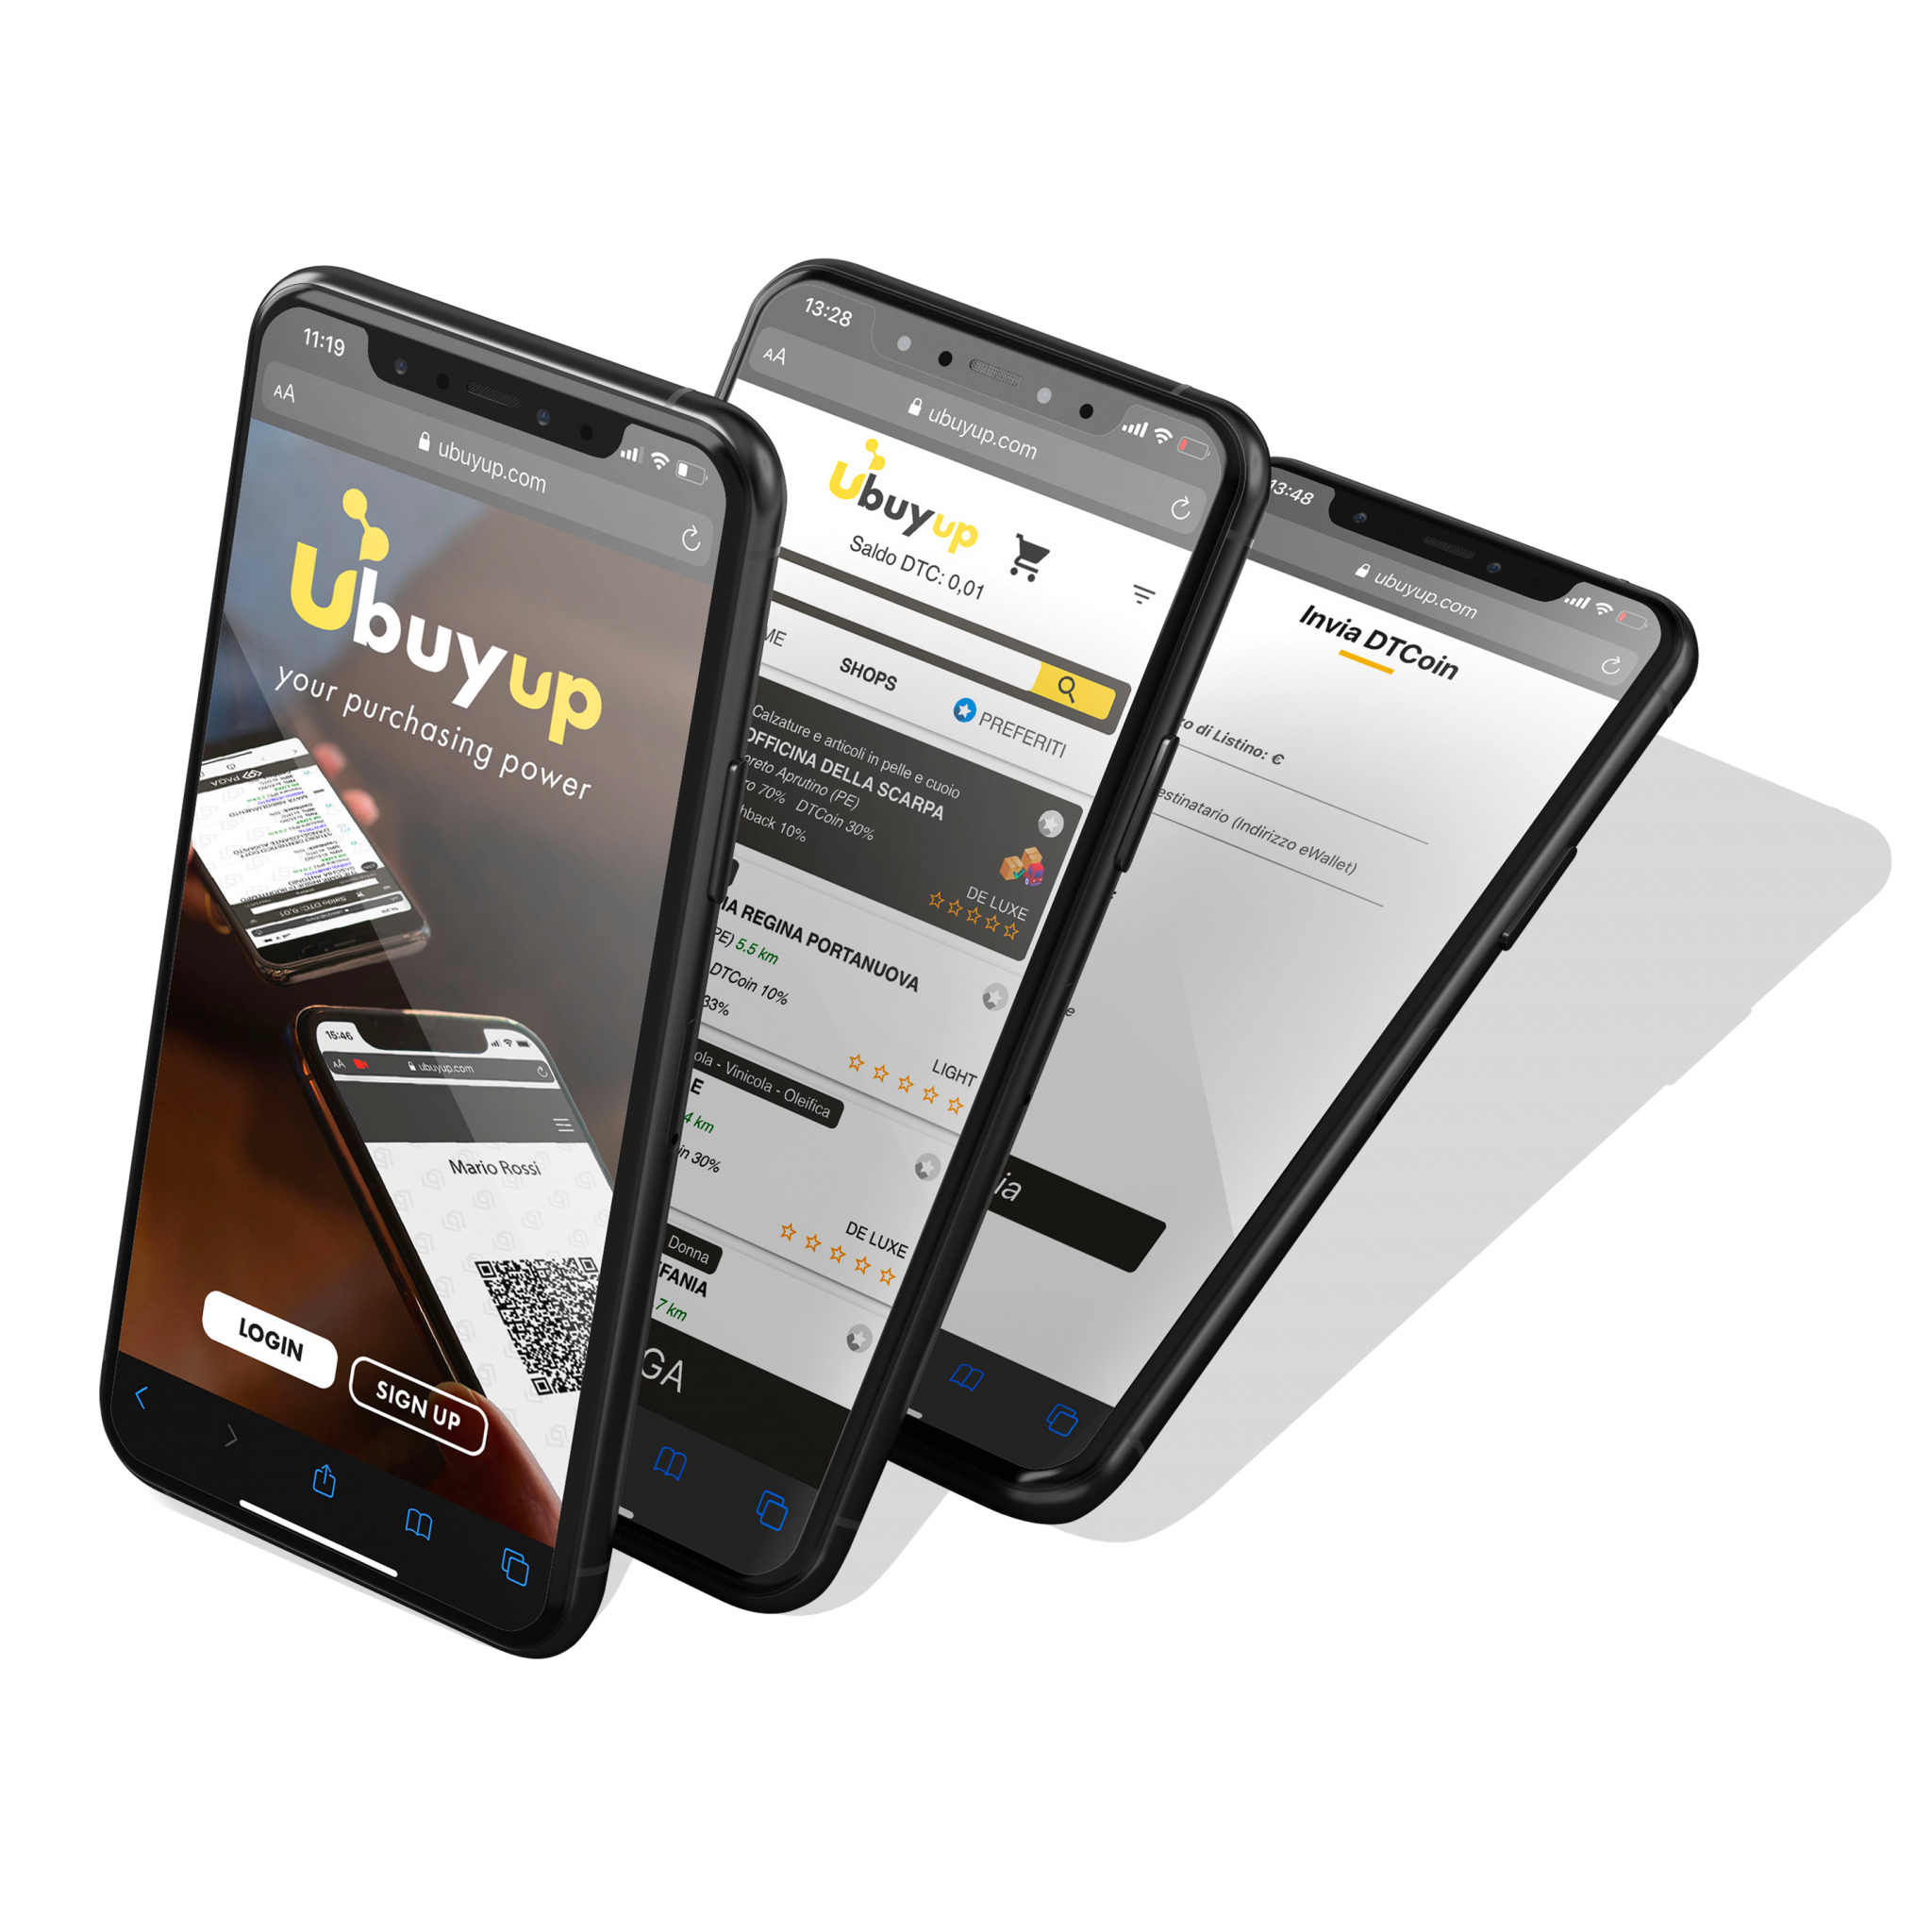 11:19
AA
ubuyup.com
Ubuyup
your purchasing power
PAGA
Saldo DTC: 0,01
15:46
AA
ubuyup.com
Mario Rossi
LOGIN
SIGN UP
13:28
AA
ubuyup.com
Ubuyup
Saldo DTC: 0,01
ME
SHOPS
PREFERITI
Calzature e articoli in pelle e cuoio
OFFICINA DELLA SCARPA
oreto Aprutino (PE)
ro 70% DTCoin 30%
hback 10%
DE LUXE
IA REGINA PORTANUOVA
PE) 5.5 km
DTCoin 10%
33%
LIGHT
ola - Vinicola - Oleifica
E
4 km
in 30%
DE LUXE
Donna
FANIA
7 km
GA
13:48
ubuyup.com
Invia DTCoin
zo di Listino: €
estinatario (Indirizzo eWallet)
e
ia